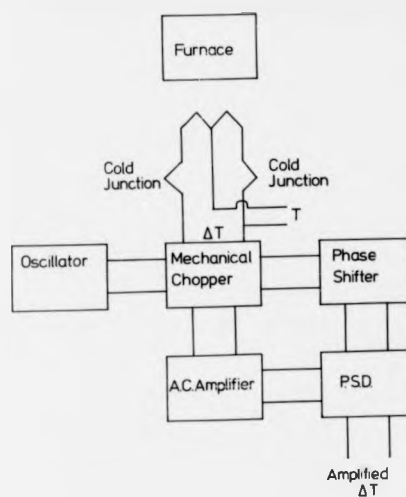 Furnace
Cold
Junction
Cold
Junction
T
ΔT
Oscillator
Mechanical
Chopper
Phase
Shifter
A.C.Amplifier
P.S.D.
Amplified
ΔT